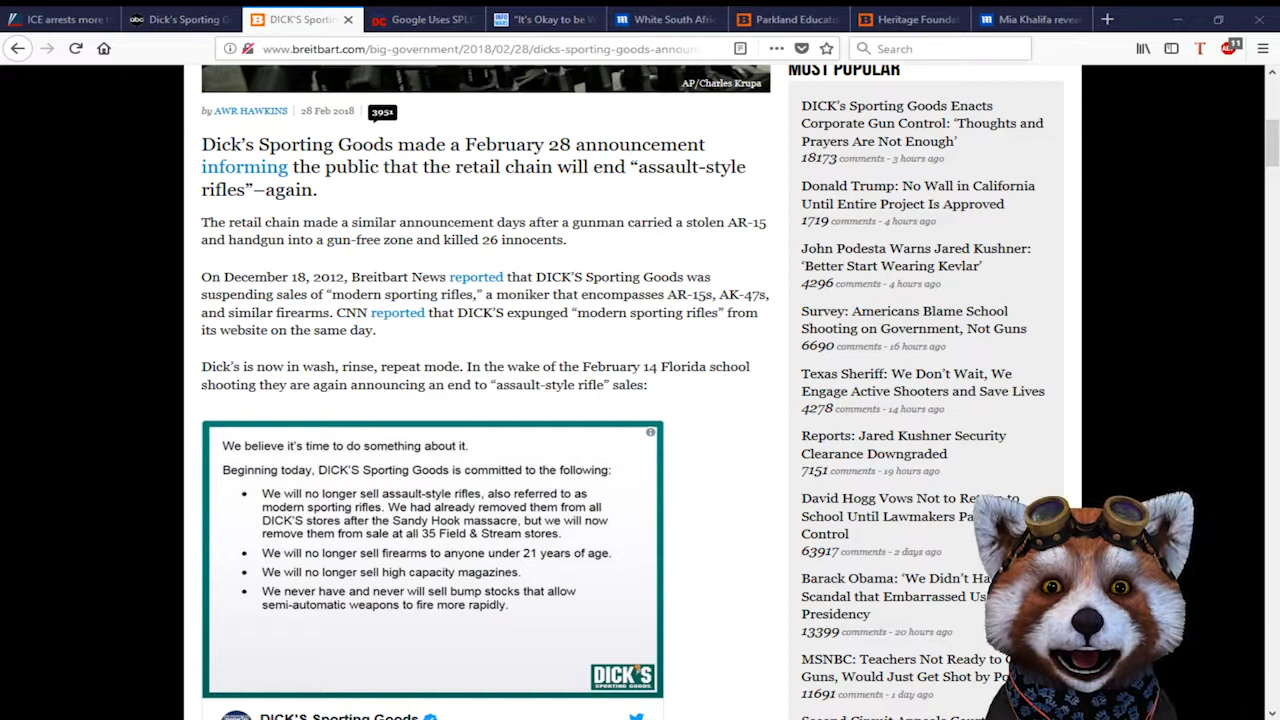 ICE arrests more t
Dick's Sporting G
DICK'S Sportin
Google Uses SPLC
"It's Okay to be W
White South Afric
Parkland Educato
Heritage Founda
Mia Khalifa revea
www.breitbart.com/big-government/2018/02/28/dicks-sporting-goods-announ
Search
11
AP/Charles Krupa
by AWR HAWKINS | 28 Feb 2018 | 3951
Dick's Sporting Goods made a February 28 announcement
informing the public that the retail chain will end "assault-style
rifles"–again.
The retail chain made a similar announcement days after a gunman carried a stolen AR-15
and handgun into a gun-free zone and killed 26 innocents.
On December 18, 2012, Breitbart News reported that DICK'S Sporting Goods was
suspending sales of "modern sporting rifles," a moniker that encompasses AR-15s, AK-47s,
and similar firearms. CNN reported that DICK'S expunged "modern sporting rifles" from
its website on the same day.
Dick's is now in wash, rinse, repeat mode. In the wake of the February 14 Florida school
shooting they are again announcing an end to "assault-style rifle" sales:
We believe it's time to do something about it.
Beginning today, DICK'S Sporting Goods is committed to the following:
• We will no longer sell assault-style rifles, also referred to as
modern sporting rifles. We had already removed them from all
DICK'S stores after the Sandy Hook massacre, but we will now
remove them from sale at all 35 Field & Stream stores.
• We will no longer sell firearms to anyone under 21 years of age.
• We will no longer sell high capacity magazines.
• We never have and never will sell bump stocks that allow
semi-automatic weapons to fire more rapidly.
DICK'S
SPORTING GOODS
DICK'S Sporting Goods
MOST POPULAR
DICK's Sporting Goods Enacts
Corporate Gun Control: 'Thoughts and
Prayers Are Not Enough'
18173 comments - 3 hours ago
Donald Trump: No Wall in California
Until Entire Project Is Approved
1719 comments - 4 hours ago
John Podesta Warns Jared Kushner:
'Better Start Wearing Kevlar'
4296 comments - 4 hours ago
Survey: Americans Blame School
Shooting on Government, Not Guns
6690 comments - 16 hours ago
Texas Sheriff: We Don't Wait, We
Engage Active Shooters and Save Lives
4278 comments - 14 hours ago
Reports: Jared Kushner Security
Clearance Downgraded
7151 comments - 19 hours ago
David Hogg Vows Not to Re to
School Until Lawmakers Pa
Control
63917 comments - 2 days ago
Barack Obama: 'We Didn't Ha
Scandal that Embarrassed Us
Presidency
13399 comments - 20 hours ago
MSNBC: Teachers Not Ready to
Guns, Would Just Get Shot by Po
11691 comments - 1 day ago